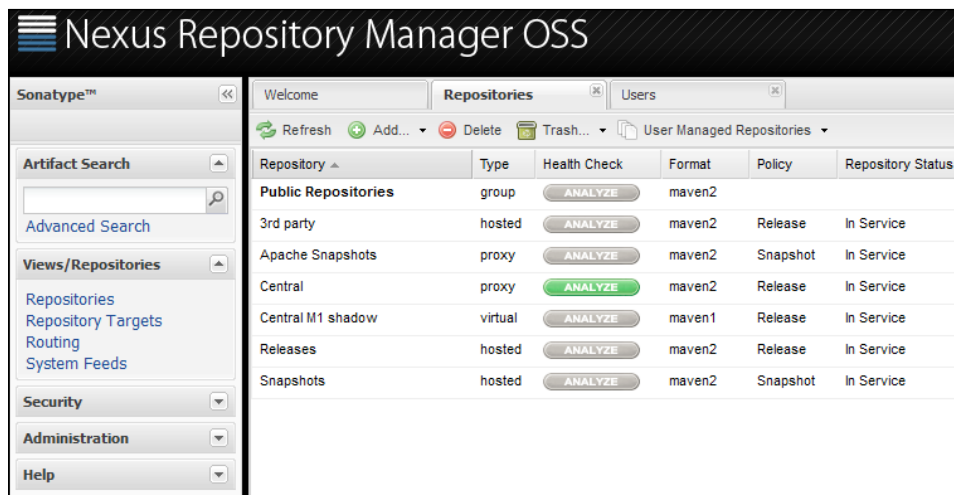 Nexus Repository Manager OSS
Sonatype™
Welcome Repositories Users
Refresh Add... Delete Trash... User Managed Repositories
Artifact Search
Advanced Search
Views/Repositories
Repositories
Repository Targets
Routing
System Feeds
Security
Administration
Help
Repository Type Health Check Format Policy Repository Status
Public Repositories group ANALYZE maven2
3rd party hosted ANALYZE maven2 Release In Service
Apache Snapshots proxy ANALYZE maven2 Snapshot In Service
Central proxy ANALYZE maven2 Release In Service
Central M1 shadow virtual ANALYZE maven1 Release In Service
Releases hosted ANALYZE maven2 Release In Service
Snapshots hosted ANALYZE maven2 Snapshot In Service